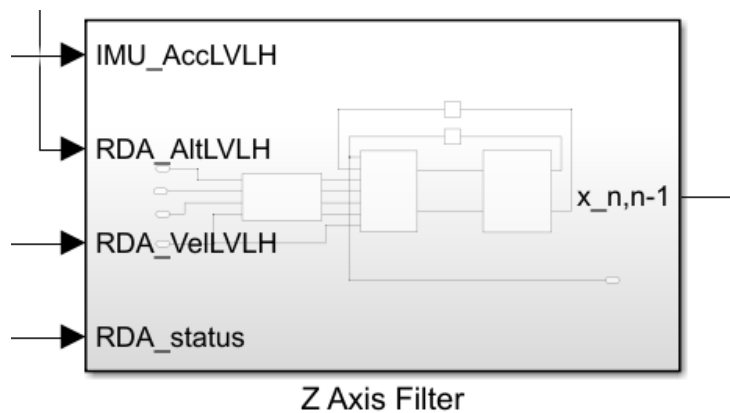 IMU_AccLVLH
RDA_AltLVLH
x_n,n-1
RDA_VelLVLH
RDA_status
Z Axis Filter